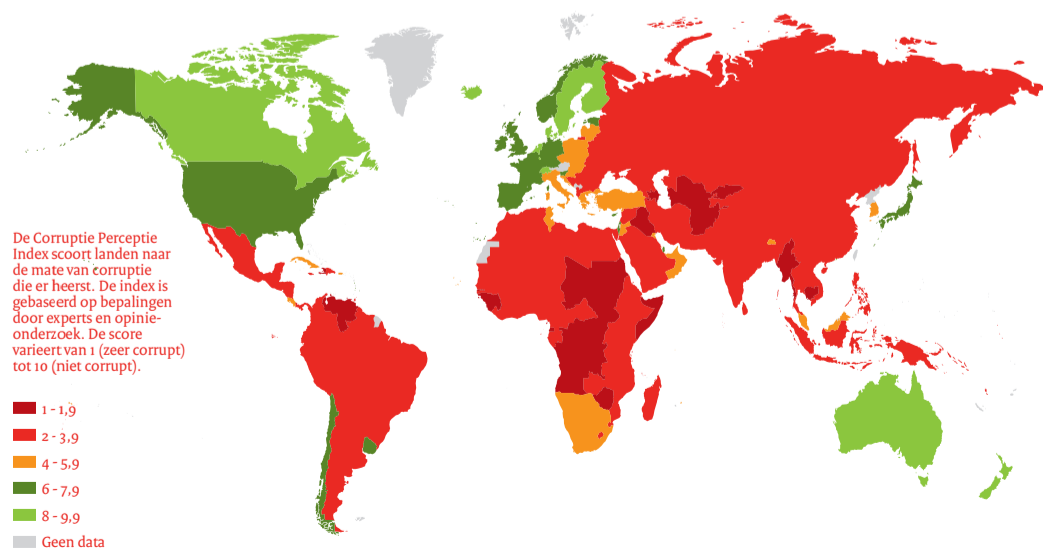 De Corruptie Perceptie
Index scoort landen naar
de mate van corruptie
die er heerst. De index is
gebaseerd op bepalingen
door experts en opinie-
onderzoek. De score
varieert van 1 (zeer corrupt)
tot 10 (niet corrupt).
1 - 1,9
2 - 3,9
4 - 5,9
6 - 7,9
8 - 9,9
Geen data